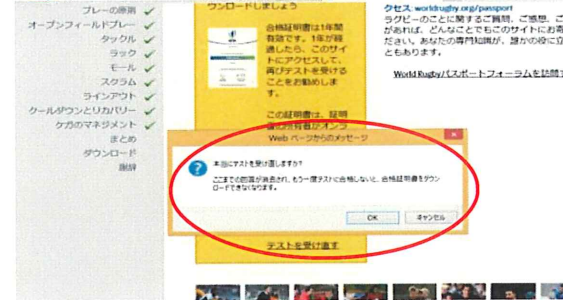 プレーの原則
オープンフィールドプレー
タックル
ラック
モール
スクラム
ラインアウト
クールダウンとリカバリー
ケガのマネジメント
まとめ
ダウンロード
謝辞
ウンロードしましょう
合格証明書は1年間
有効です。1年が経
過したら、このサイ
トにアクセスして、
再びテストを受ける
ことをお勧めしま
す。
この証明書は、証明
書の所有者がオンラ
Web ページからのメッセージ
本当にテストを受け直しますか?
ここまでの回答が消去され、もう一度テストに合格しないと、合格証明書をダウン
ロードできなくなります。
OK
キャンセル
テストを受け直す
クセス worldrugby.org/passport
ラグビーのことに関するご質問、ご感想、ご
があれば、どんなことでもこのサイトにお寄
ださい。あなたの専門知識が、誰かの役に立
ともあります。
World Rugbyパスポートフォーラムを訪問す